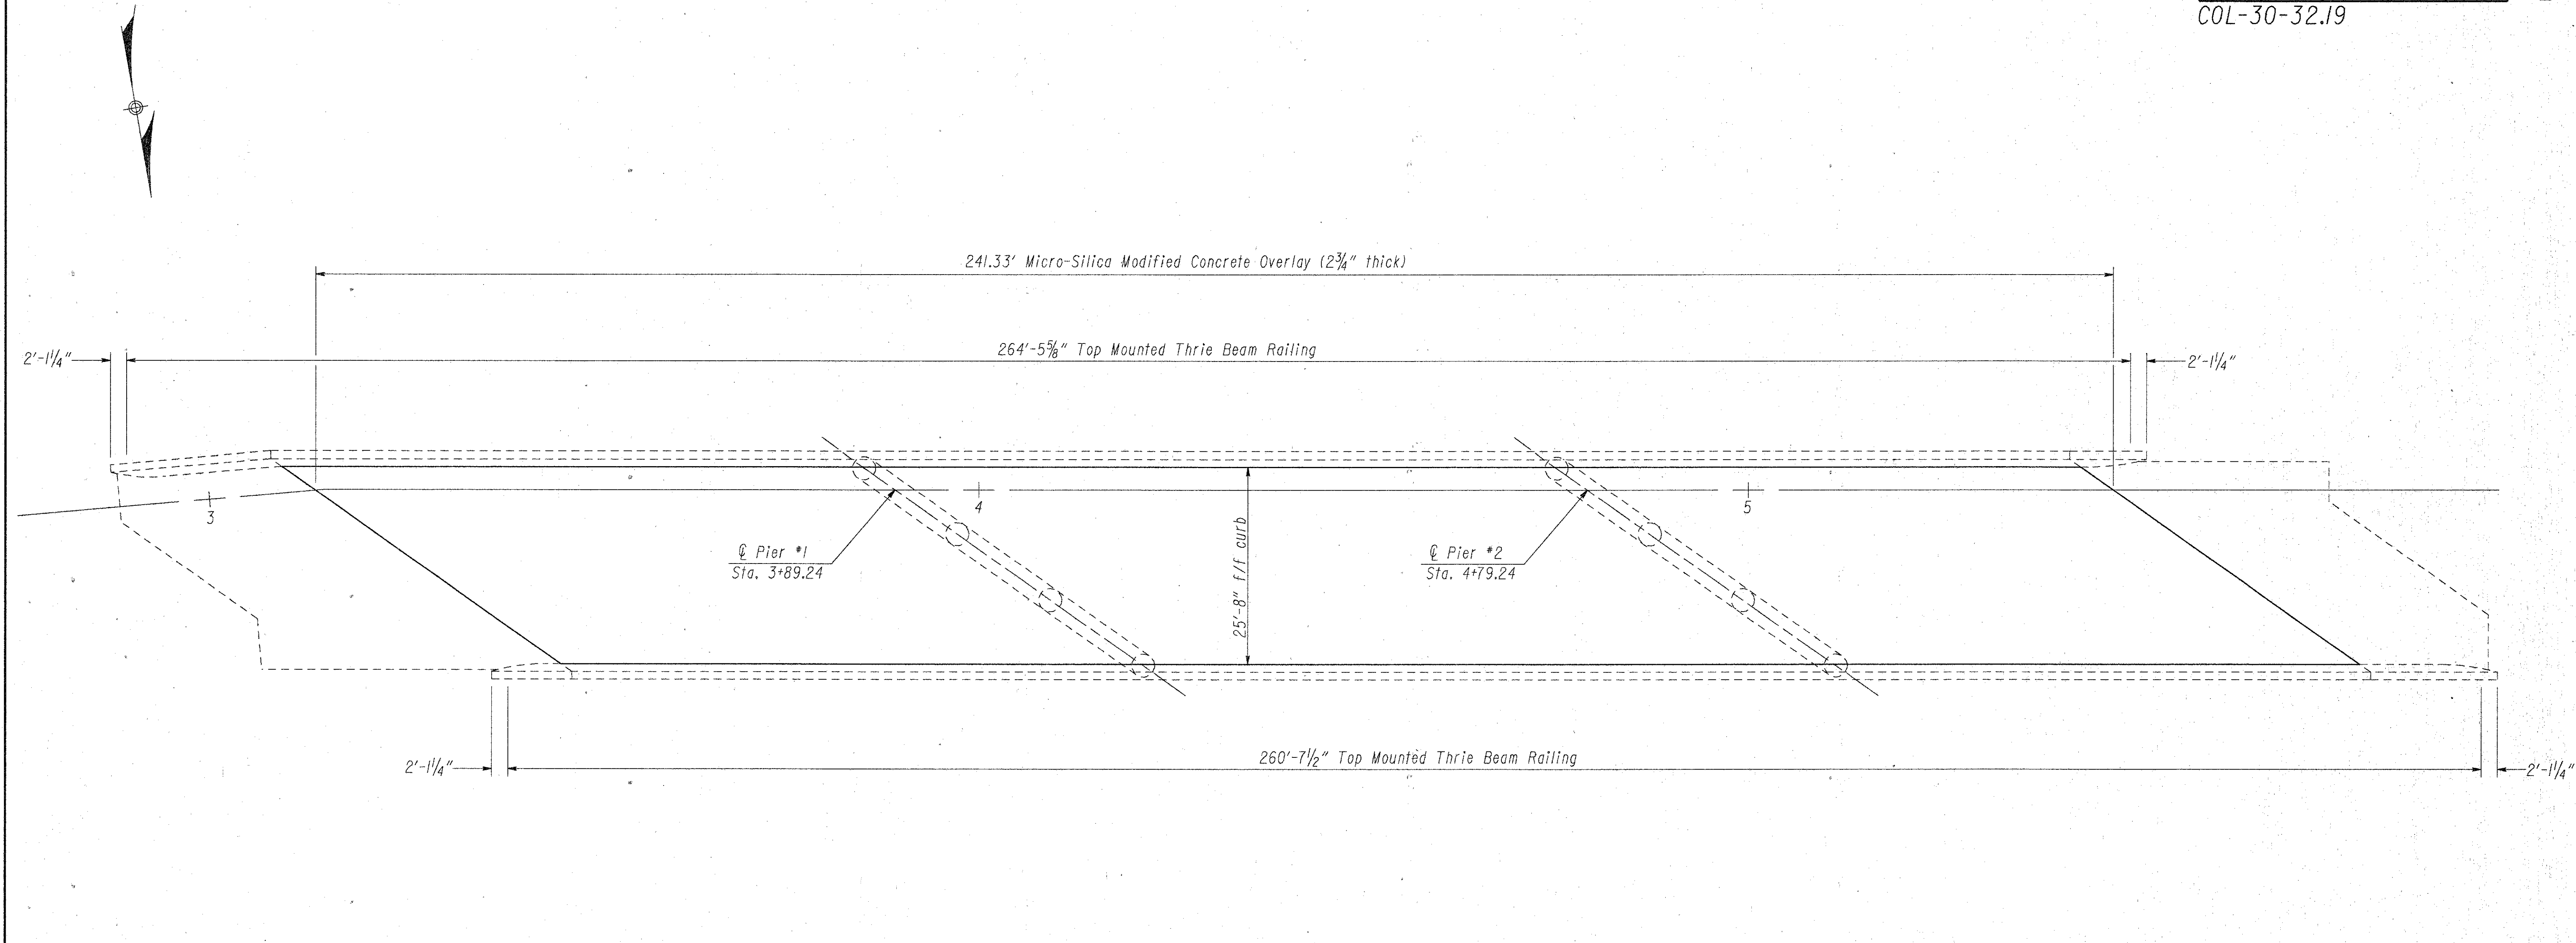 COL-30-32.19
241.33' Micro-Silica Modified Concrete Overlay (2¾" thick)
2'-1¼"
264'-5⅝" Top Mounted Thrie Beam Railing
2'-1¼"
3
4
5
℄ Pier #1
Sta. 3+89.24
25'-8" f/f curb
℄ Pier #2
Sta. 4+79.24
2'-1¼"
260'-7½" Top Mounted Thrie Beam Railing
2'-1¼"